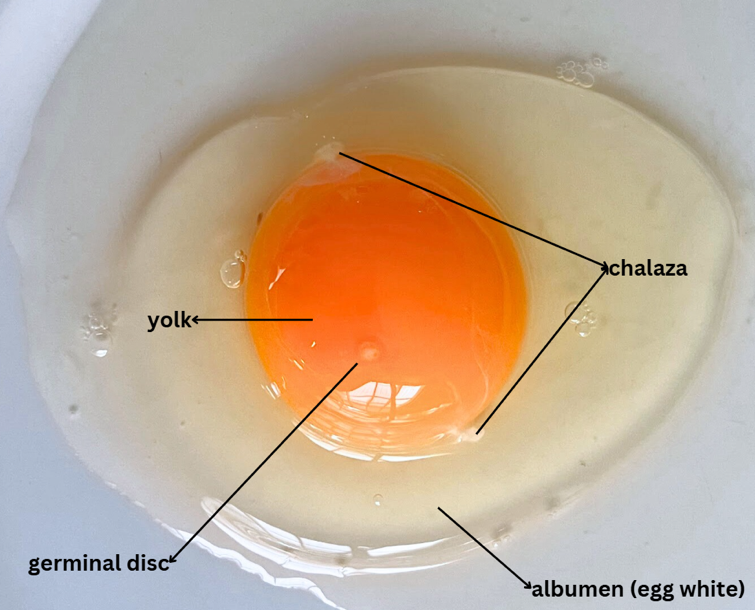 chalaza
yolk
germinal disc
albumen (egg white)